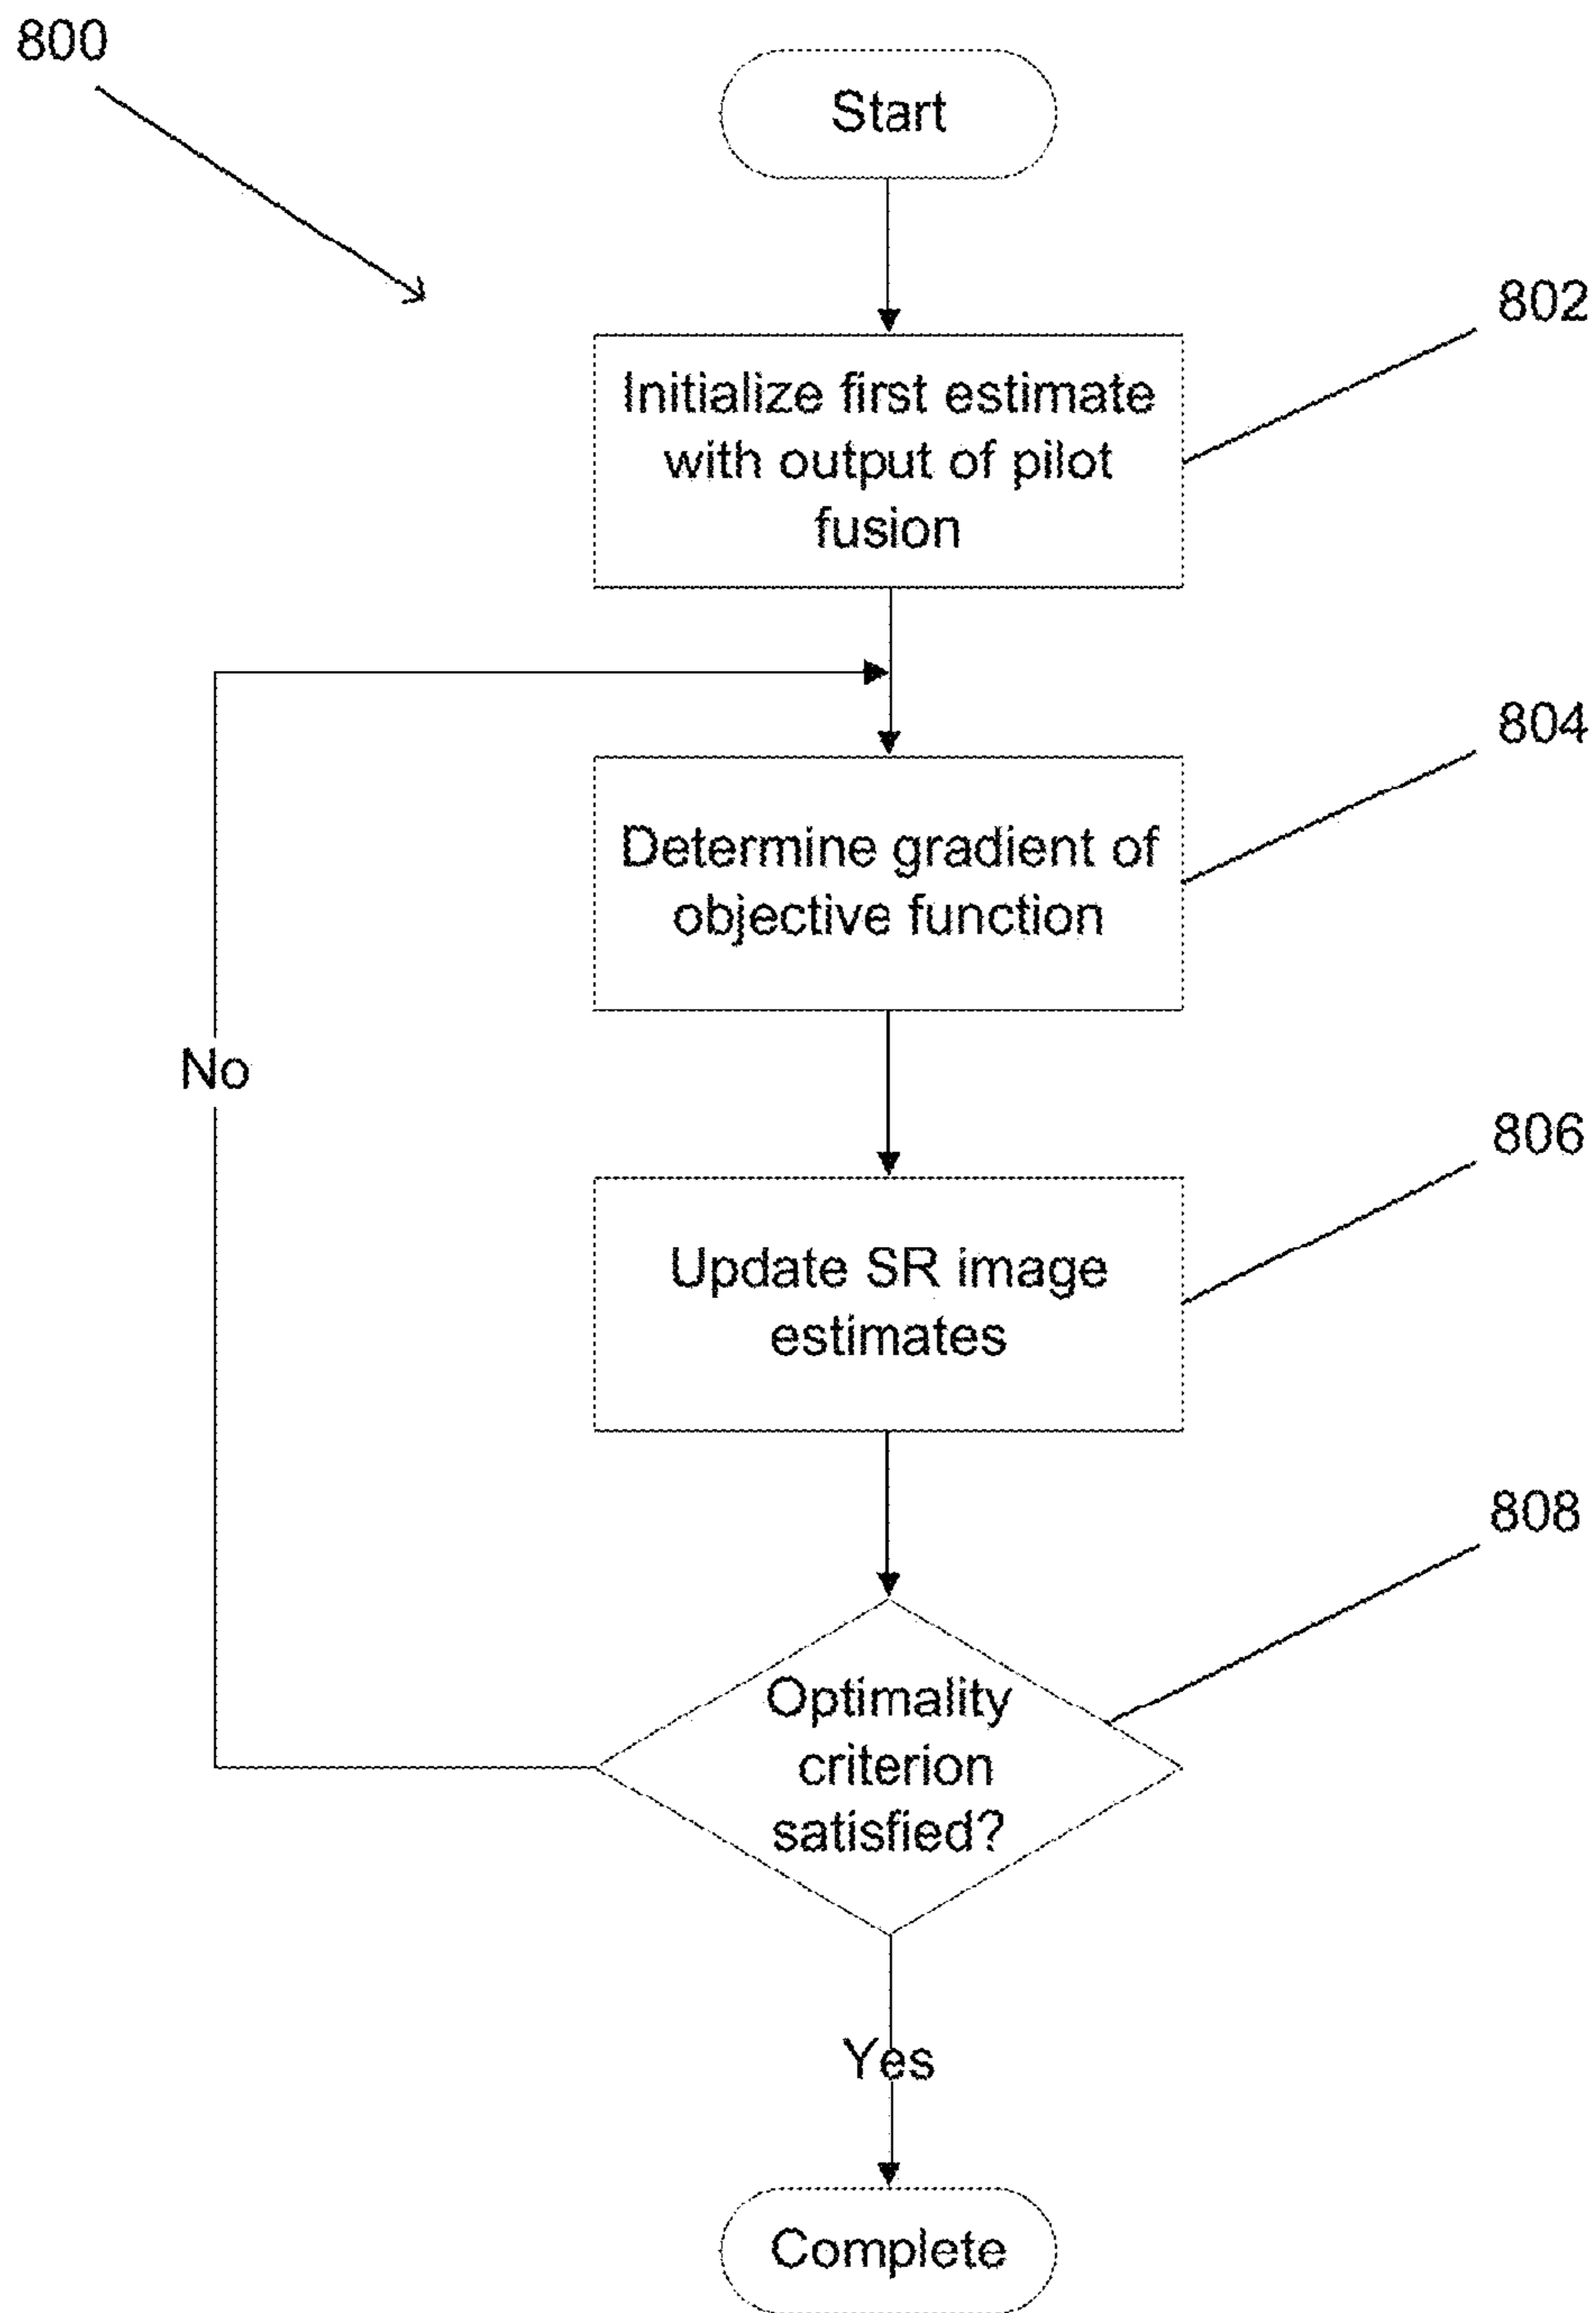 800
Start
802
Initialize first estimate
with output of pilot
fusion
804
Determine gradient of
objective function
No
806
Update SR image
estimates
808
Optimality
criterion
satisfied?
Yes
Complete